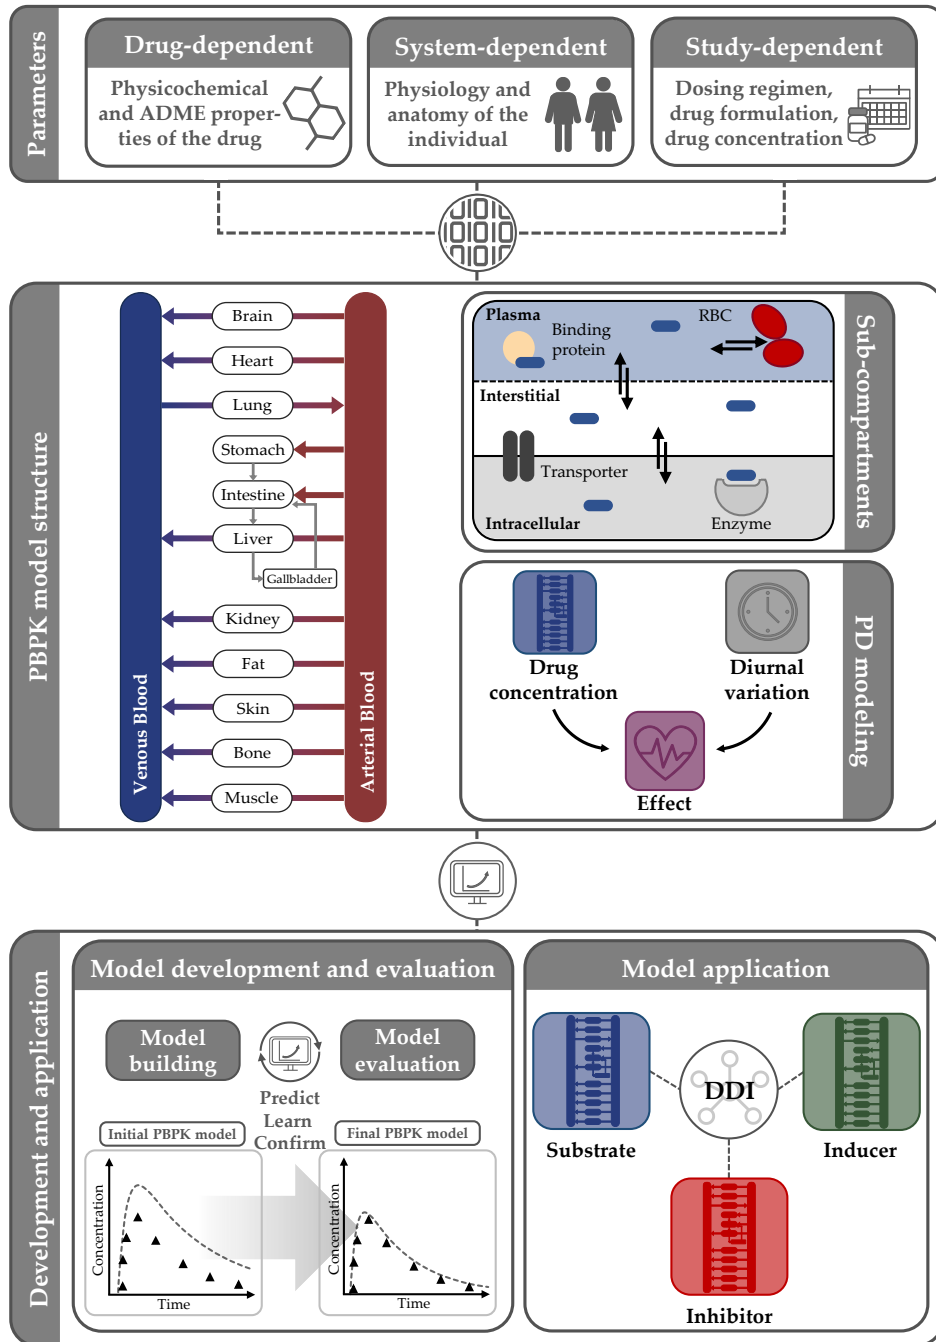 Parameters
Drug-dependent
Physicochemical
and ADME proper-
ties of the drug
System-dependent
Physiology and
anatomy of the
individual
Study-dependent
Dosing regimen,
drug formulation,
drug concentration
PBPK model structure
Venous Blood
Arterial Blood
Brain
Heart
Lung
Stomach
Intestine
Liver
Gallbladder
Kidney
Fat
Skin
Bone
Muscle
Sub-compartments
Plasma
Binding
protein
RBC
Interstitial
Transporter
Intracellular
Enzyme
PD modeling
Drug
concentration
Diurnal
variation
Effect
Development and application
Model development and evaluation
Model
building
Predict
Learn
Confirm
Model
evaluation
Initial PBPK model
Concentration
Time
Final PBPK model
Concentration
Time
Model application
DDI
Substrate
Inducer
Inhibitor